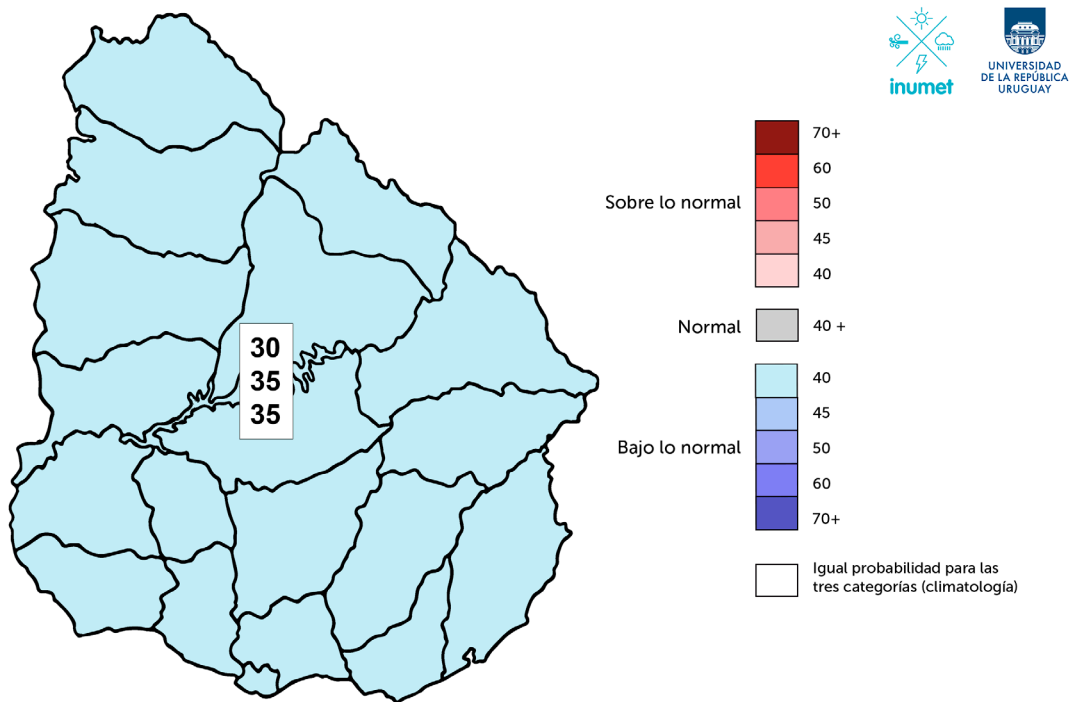 inumet
UNIVERSIDAD
DE LA REPÚBLICA
URUGUAY
Sobre lo normal
70+
60
50
45
40
Normal
40 +
Bajo lo normal
40
45
50
60
70+
Igual probabilidad para las
tres categorías (climatología)
30
35
35